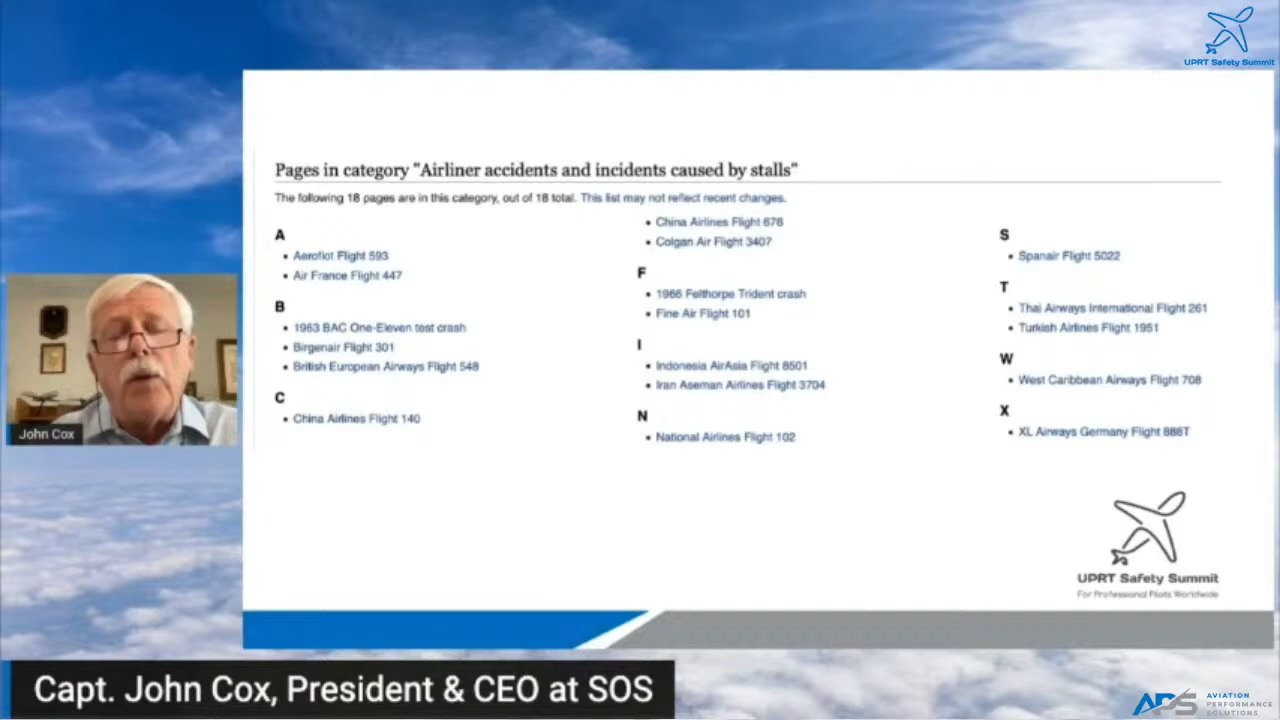 UPRT Safety Summit
Pages in category "Airliner accidents and incidents caused by stalls"
The following 18 pages are in this category, out of 18 total. This list may not reflect recent changes.
A
• Aeroflot Flight 593
• Air France Flight 447
B
• 1963 BAC One-Eleven test crash
• Birgenair Flight 301
• British European Airways Flight 548
C
• China Airlines Flight 140
• China Airlines Flight 676
• Colgan Air Flight 3407
F
• 1966 Felthorpe Trident crash
• Fine Air Flight 101
I
• Indonesia AirAsia Flight 8501
• Iran Aseman Airlines Flight 3704
N
• National Airlines Flight 102
S
• Spanair Flight 5022
T
• Thai Airways International Flight 261
• Turkish Airlines Flight 1951
W
• West Caribbean Airways Flight 708
X
• XL Airways Germany Flight 888T
John Cox
UPRT Safety Summit
For Professional Pilots Worldwide
Capt. John Cox, President & CEO at SOS
APS AVIATION
PERFORMANCE
SOLUTIONS